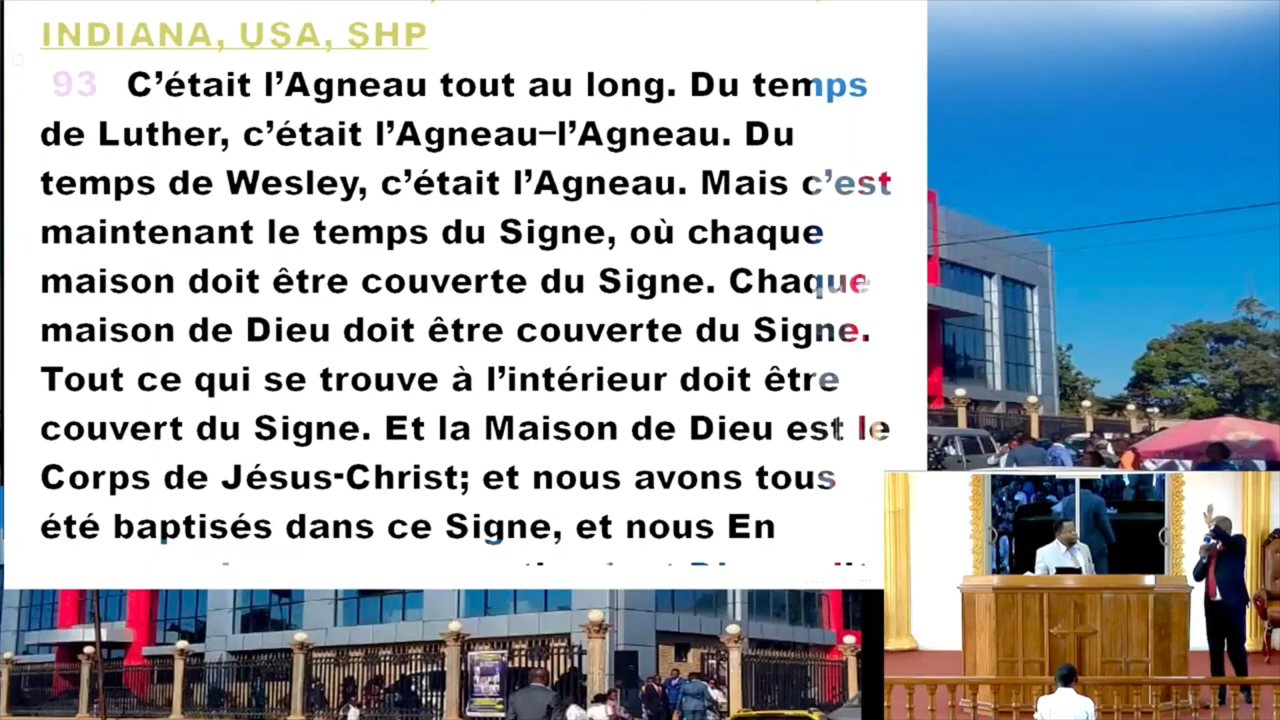 INDIANA, USA, SHP
93 C’était l’Agneau tout au long. Du temps
de Luther, c’était l’Agneau–l’Agneau. Du
temps de Wesley, c’était l’Agneau. Mais c’est
maintenant le temps du Signe, où chaque
maison doit être couverte du Signe. Chaque
maison de Dieu doit être couverte du Signe.
Tout ce qui se trouve à l’intérieur doit être
couvert du Signe. Et la Maison de Dieu est le
Corps de Jésus-Christ; et nous avons tous
été baptisés dans ce Signe, et nous En